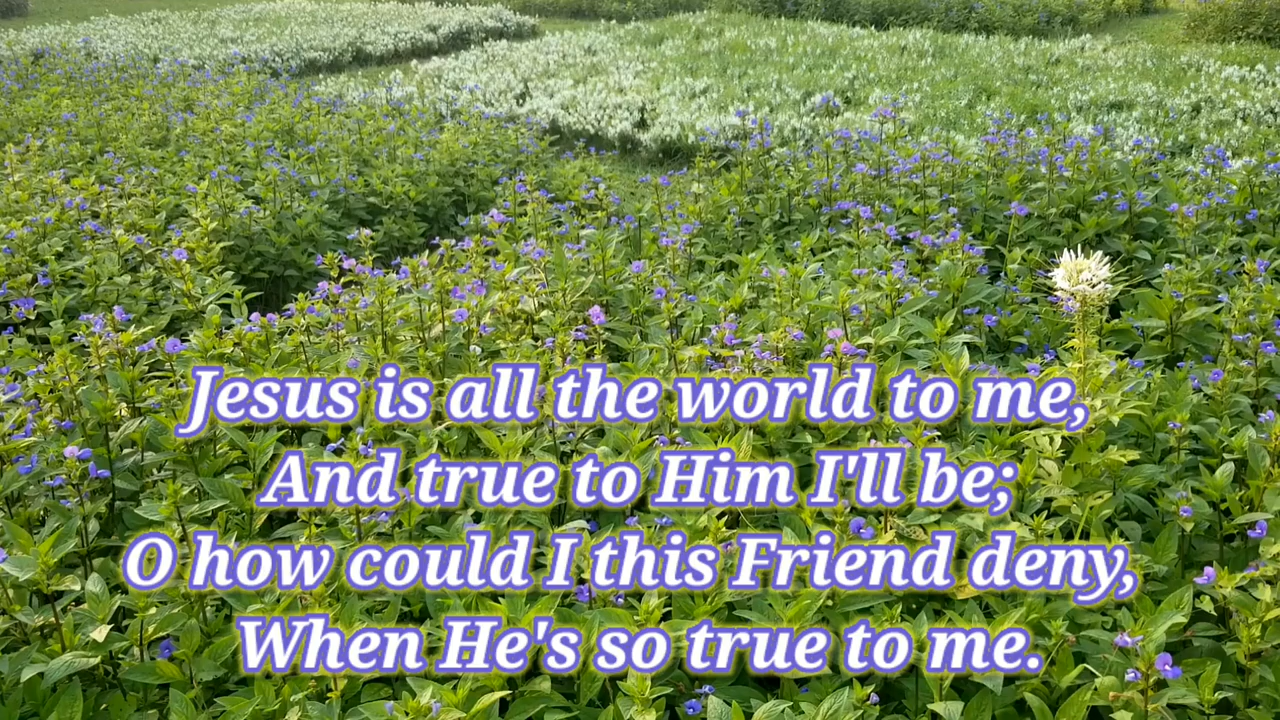 Jesus is all the world to me,
And true to Him I'll be;
O how could I this Friend deny,
When He's so true to me.